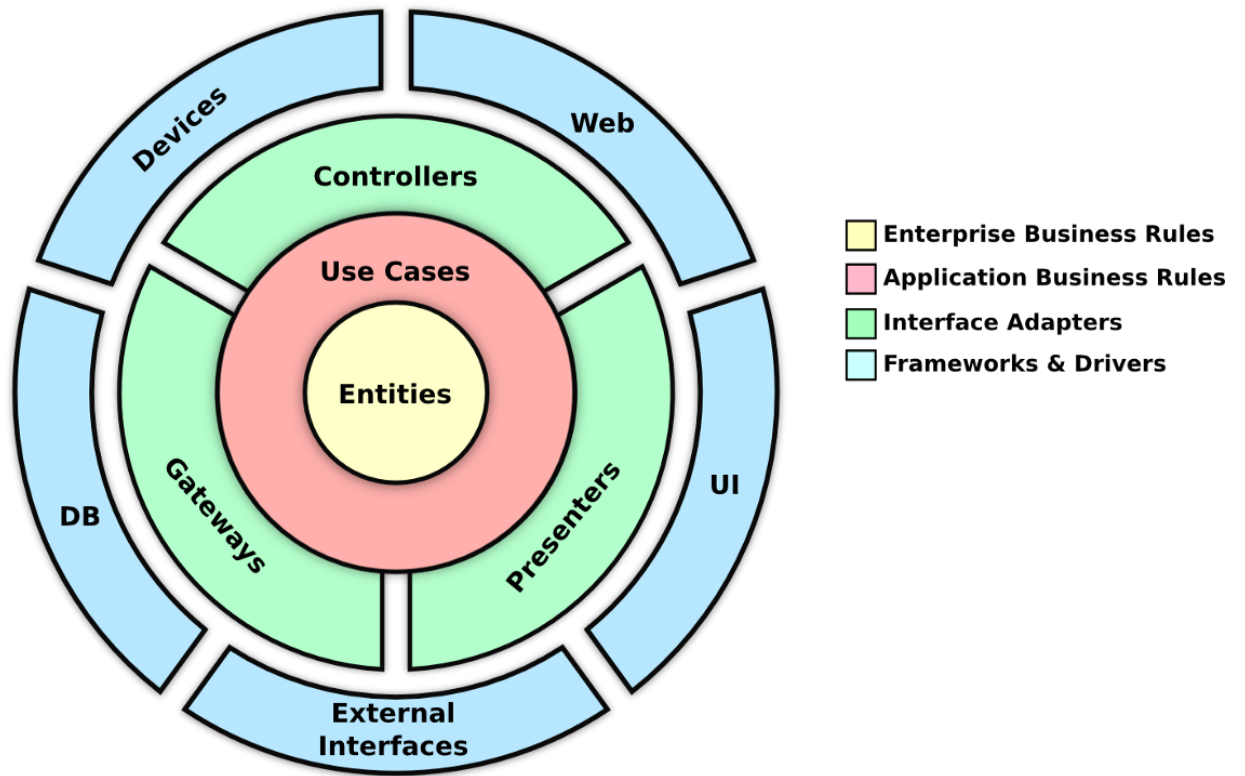 Devices
Web
Controllers
Use Cases
Entities
Gateways
Presenters
DB
UI
External
Interfaces
Enterprise Business Rules
Application Business Rules
Interface Adapters
Frameworks & Drivers